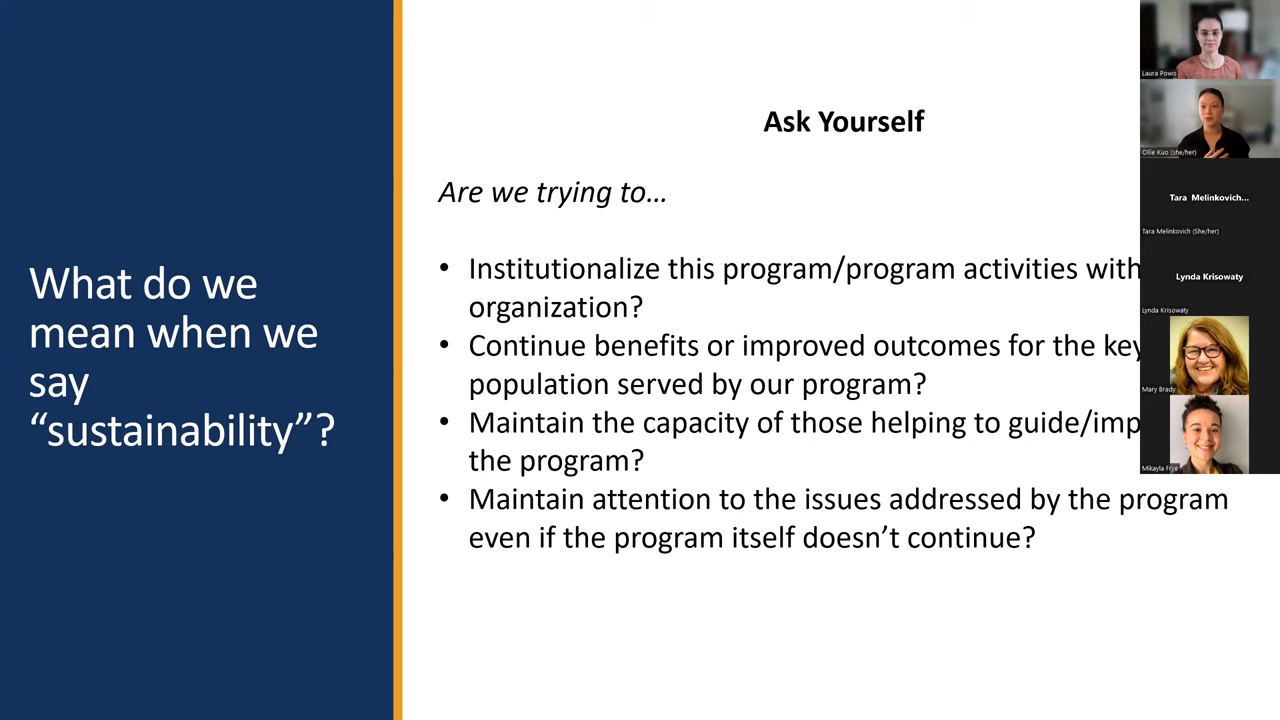 What do we
mean when we
say
“sustainability”?
Ask Yourself
Are we trying to…
• Institutionalize this program/program activities with
organization?
• Continue benefits or improved outcomes for the key
population served by our program?
• Maintain the capacity of those helping to guide/imp
the program?
• Maintain attention to the issues addressed by the program
even if the program itself doesn’t continue?
Laura Powis
Ollie Kuo (she/her)
Tara Melinkovich...
Tara Melinkovich (She/her)
Lynda Krisowaty
Lynda Krisowaty
Mary Brady
Mikayla Frye